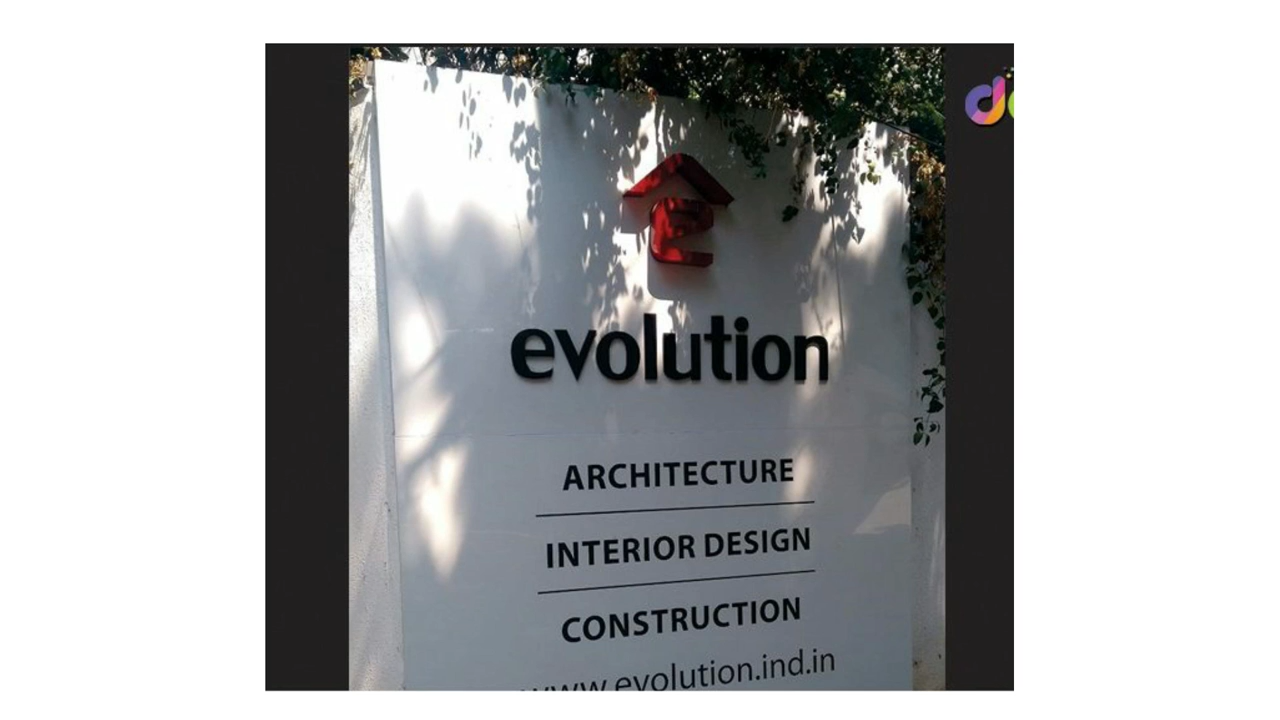 e
evolution
ARCHITECTURE
INTERIOR DESIGN
CONSTRUCTION
www.evolution.ind.in